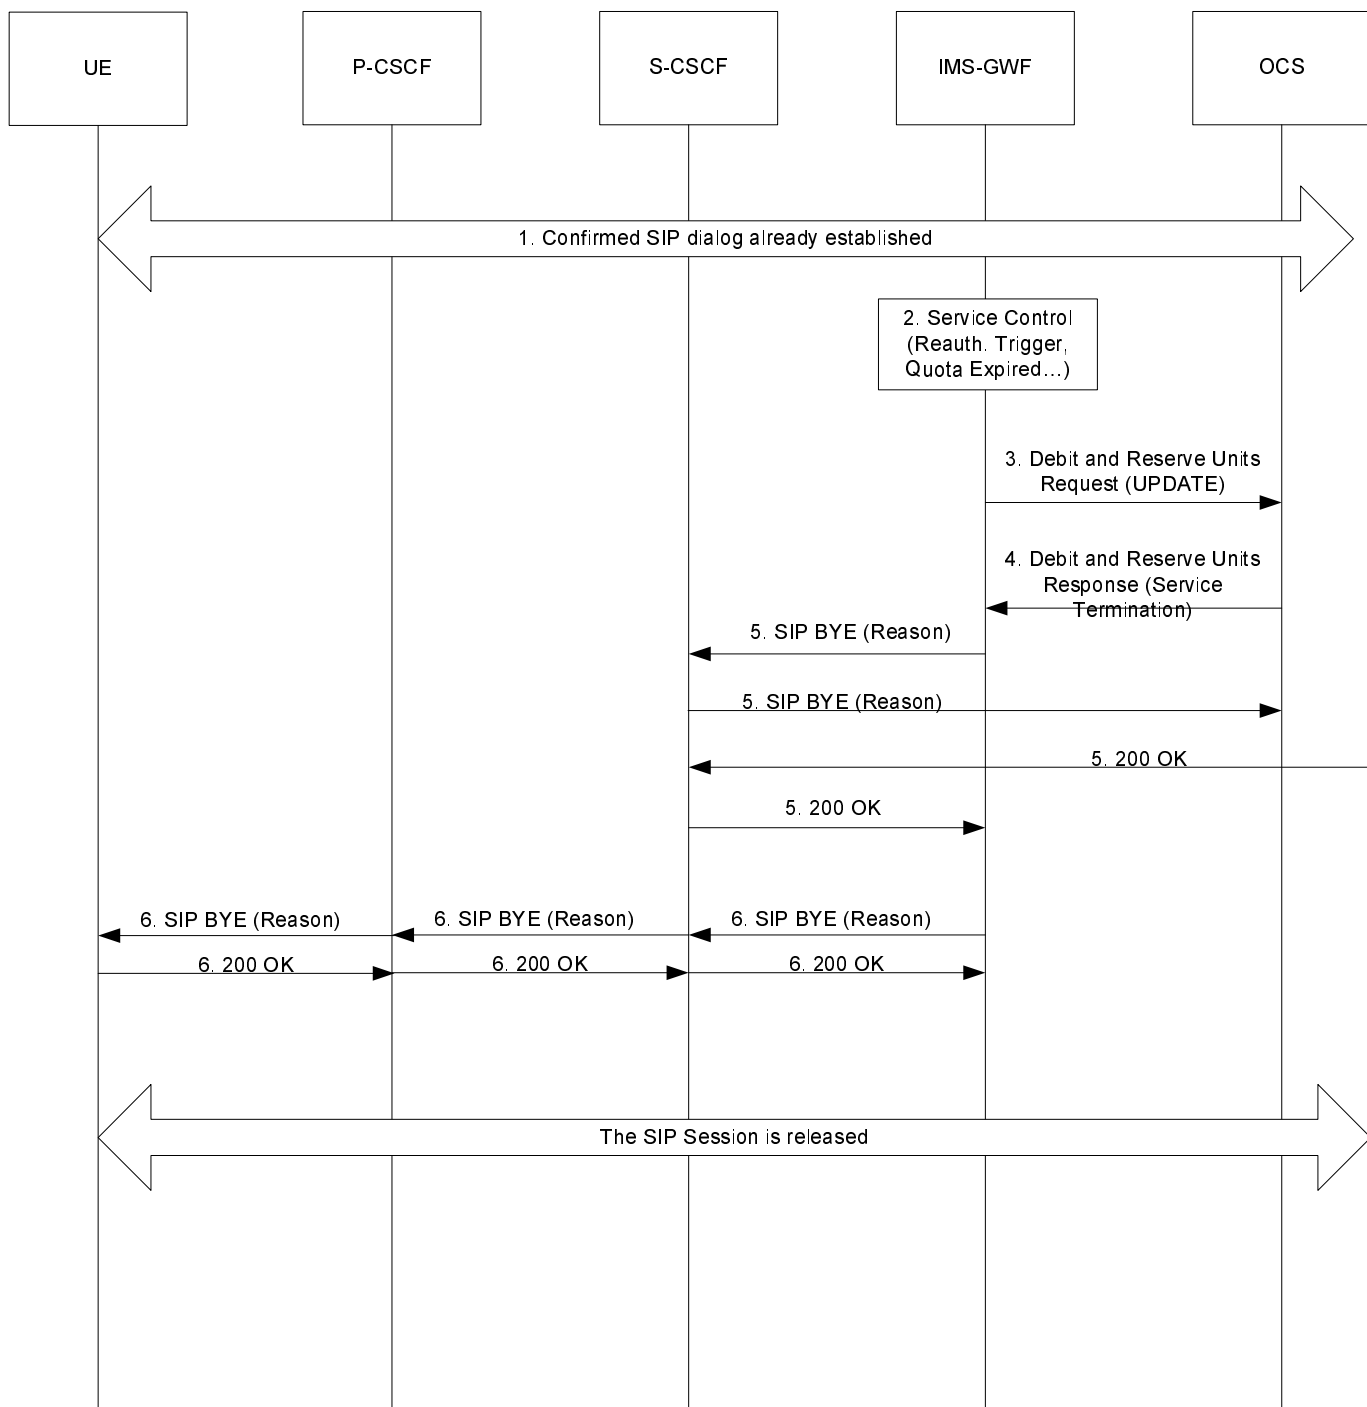 UE
P-CSCF
S-CSCF
IMS-GWF
OCS
1. Confirmed SIP dialog already established
2. Service Control
(Reauth. Trigger,
Quota Expired...)
3. Debit and Reserve Units
Request (UPDATE)
4. Debit and Reserve Units
Response (Service
Termination)
5. SIP BYE (Reason)
5. SIP BYE (Reason)
5. 200 OK
5. 200 OK
6. SIP BYE (Reason)
6. SIP BYE (Reason)
6. SIP BYE (Reason)
6. 200 OK
6. 200 OK
6. 200 OK
The SIP Session is released